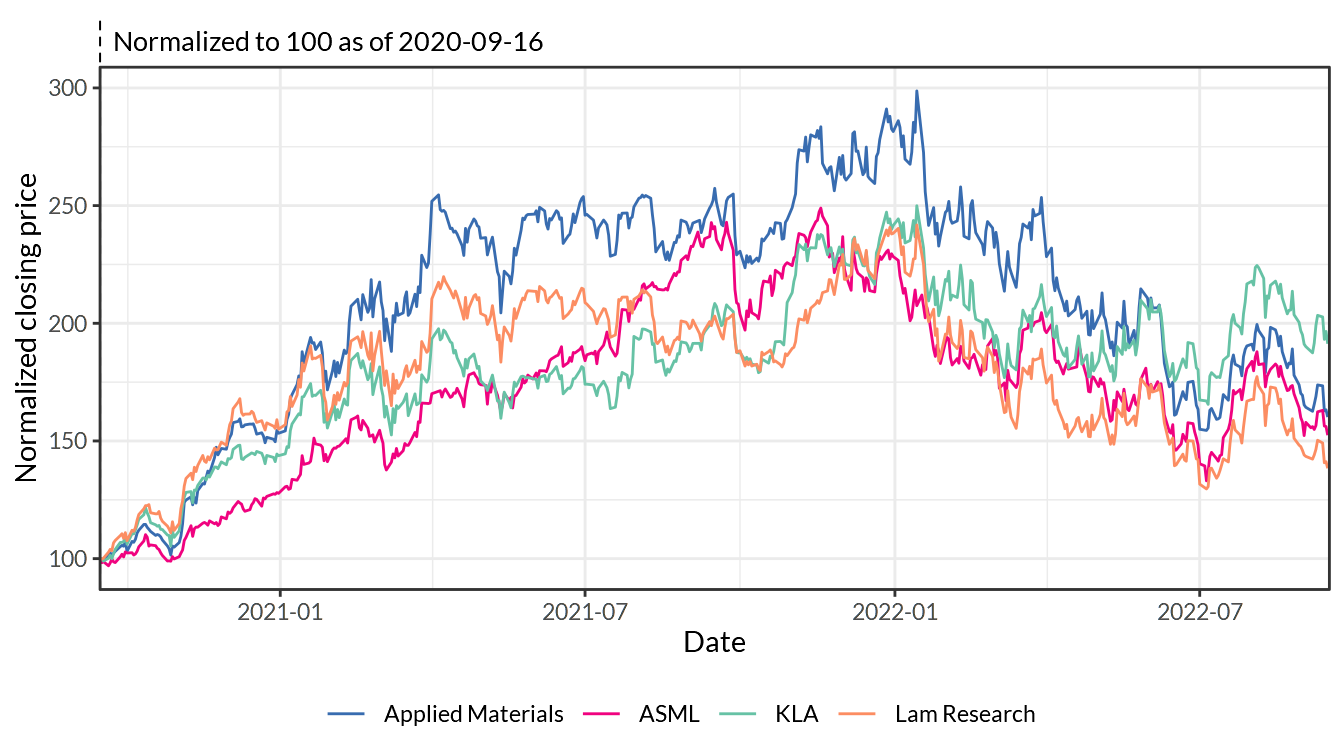 Normalized to 100 as of 2020-09-16
Normalized closing price
300
250
200
150
100
2021-01
2021-07
2022-01
2022-07
Date
Applied Materials
ASML
KLA
Lam Research